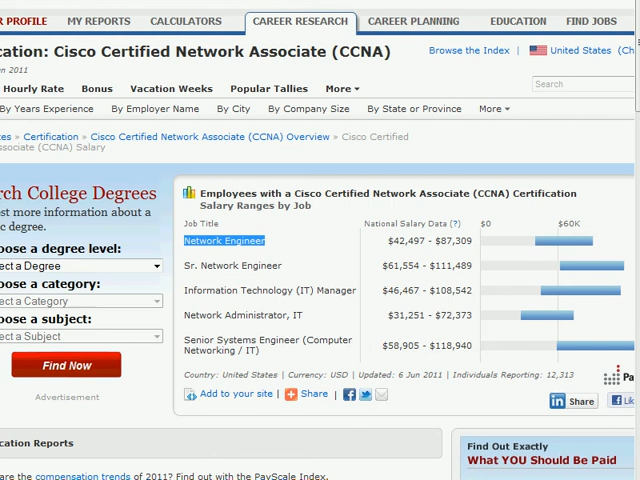 R PROFILE MY REPORTS CALCULATORS CAREER RESEARCH CAREER PLANNING EDUCATION FIND JOBS
cation: Cisco Certified Network Associate (CCNA)
Browse the Index | United States (Ch
n 2011
Hourly Rate Bonus Vacation Weeks Popular Tallies More
Search
By Years Experience By Employer Name By City By Company Size By State or Province More
es » Certification » Cisco Certified Network Associate (CCNA) Overview » Cisco Certified
ssociate (CCNA) Salary
rch College Degrees
est more information about a
c degree.
oose a degree level:
ect a Degree
oose a category:
ect a Category
oose a subject:
ect a Subject
Find Now
Advertisement
Employees with a Cisco Certified Network Associate (CCNA) Certification
Salary Ranges by Job
Job Title National Salary Data (?) $0 $60K
Network Engineer $42,497 - $87,309
Sr. Network Engineer $61,554 - $111,489
Information Technology (IT) Manager $46,467 - $108,542
Network Administrator, IT $31,251 - $72,373
Senior Systems Engineer (Computer
Networking / IT) $58,905 - $118,940
Country: United States | Currency: USD | Updated: 6 Jun 2011 | Individuals Reporting: 12,313
Pa
Add to your site | Share |
in Share
f Lik
cation Reports
are the compensation trends of 2011? Find out with the PayScale Index.
Find Out Exactly
What YOU Should Be Paid